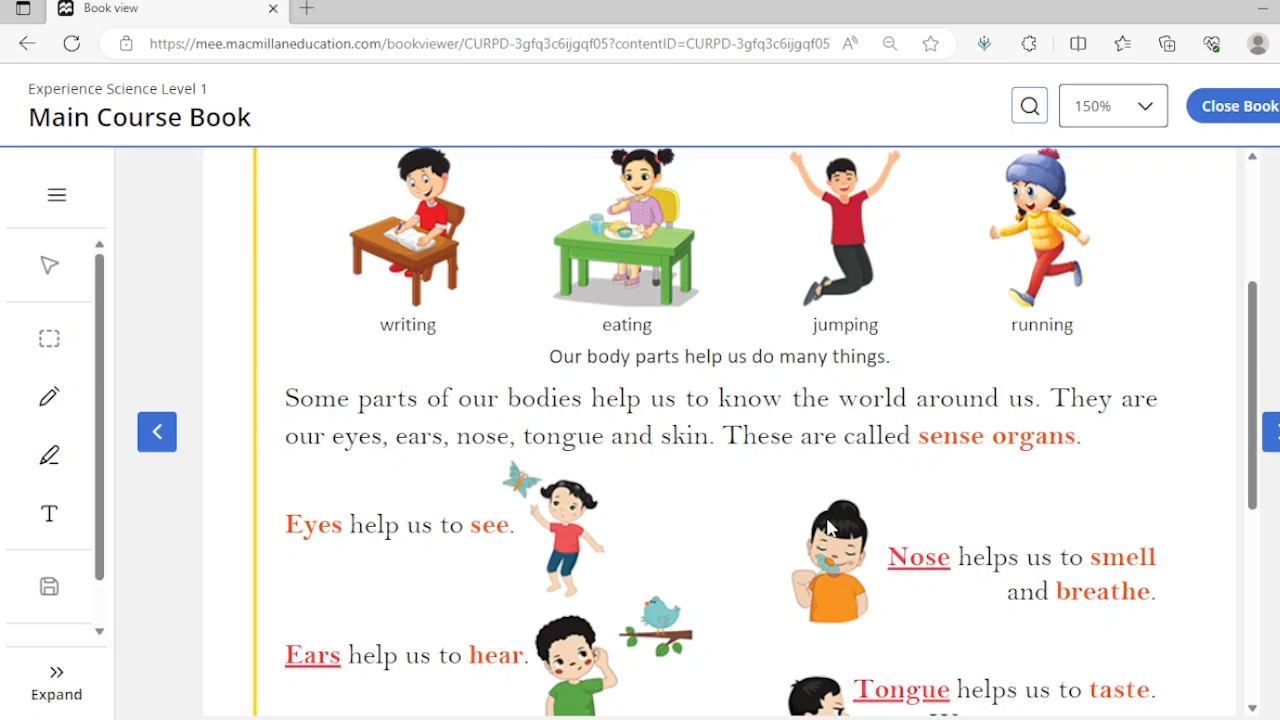 Book view
https://mee.macmillaneducation.com/bookviewer/CURPD-3gfq3c6ijgqf05?contentID=CURPD-3gfq3c6ijgqf05
Experience Science Level 1
Main Course Book
150%
Close Book
writing
eating
jumping
running
Our body parts help us do many things.
Some parts of our bodies help us to know the world around us. They are
our eyes, ears, nose, tongue and skin. These are called sense organs.
Eyes help us to see.
Nose helps us to smell
and breathe.
Ears help us to hear.
Tongue helps us to taste.
Expand